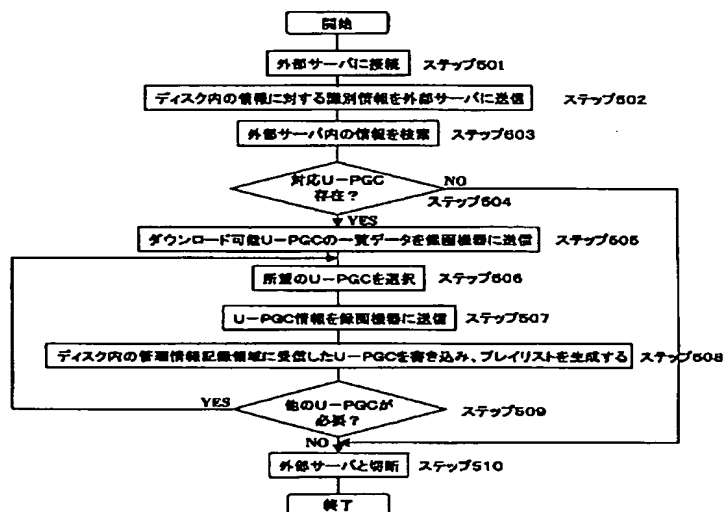 開始
外部サーバに接続 ステップ501
ディスク内の情報に対する識別情報を外部サーバに送信 ステップ502
外部サーバ内の情報を検索 ステップ503
対応U-PGC
存在? NO
ステップ504
YES
ダウンロード可能U-PGCの一覧データを録画機器に送信 ステップ505
所望のU-PGCを選択 ステップ506
U-PGC情報を録画機器に送信 ステップ507
ディスク内の管理情報記録領域に受信したU-PGCを書き込み、プレイリストを生成する ステップ508
YES 他のU-PGCが
必要? ステップ509
NO
外部サーバと切断 ステップ510
終了